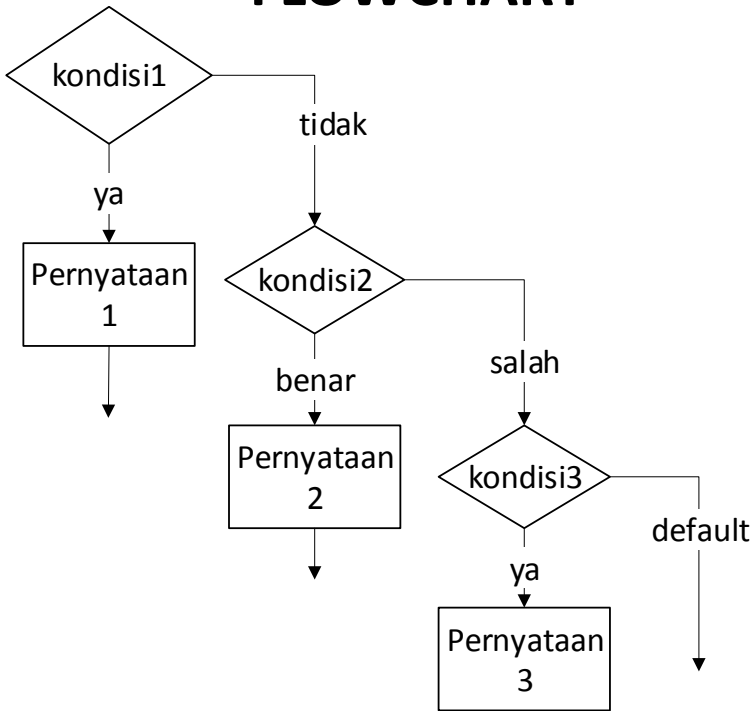 FLOWCHART
kondisi1
tidak
ya
Pernyataan
1
kondisi2
benar
salah
Pernyataan
2
kondisi3
default
ya
Pernyataan
3